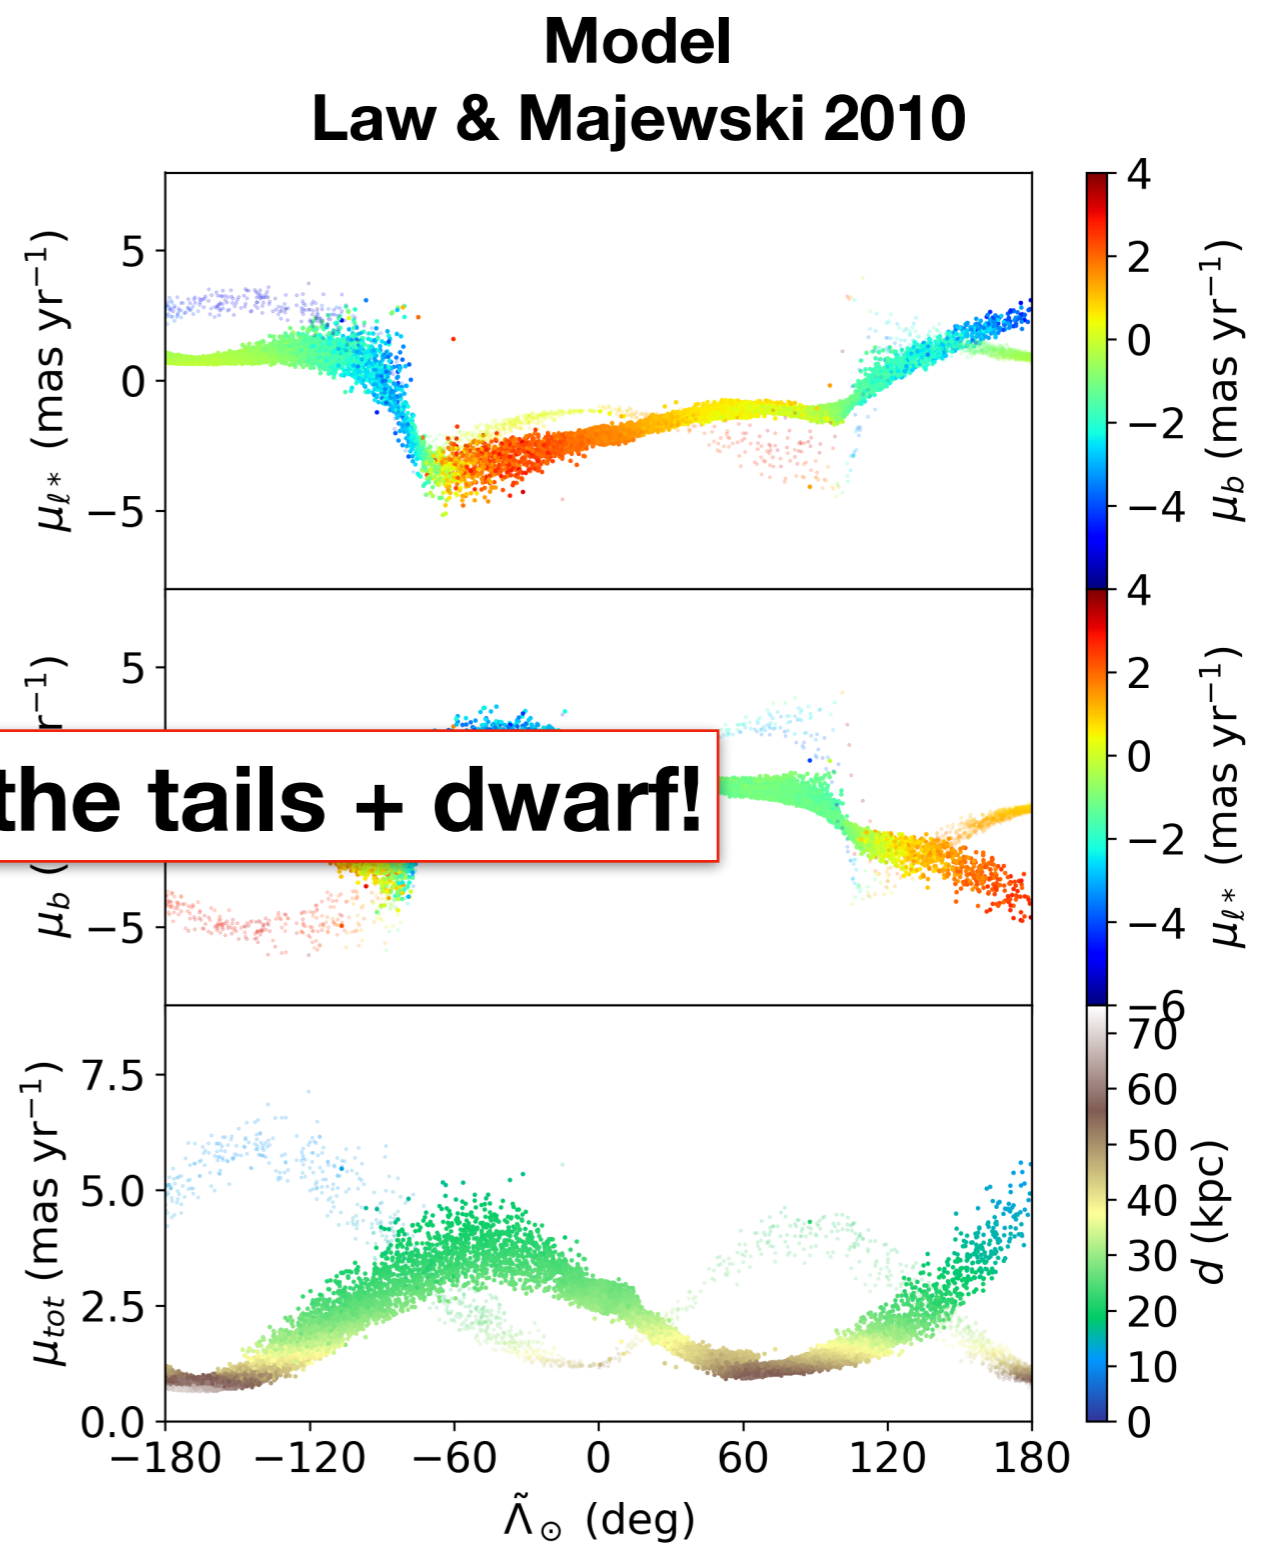 Model
Law & Majewski 2010
5
0
−5
μℓ* (mas yr−1)
4
2
0
−2
−4
μb (mas yr−1)
5
−5
μb (
r−1)
the tails + dwarf!
4
2
0
−2
−4
−6
μℓ* (mas yr−1)
7.5
5.0
2.5
0.0
μtot (mas yr−1)
70
60
50
40
30
20
10
0
d (kpc)
−180 −120 −60 0 60 120 180
Λ̃⊙ (deg)